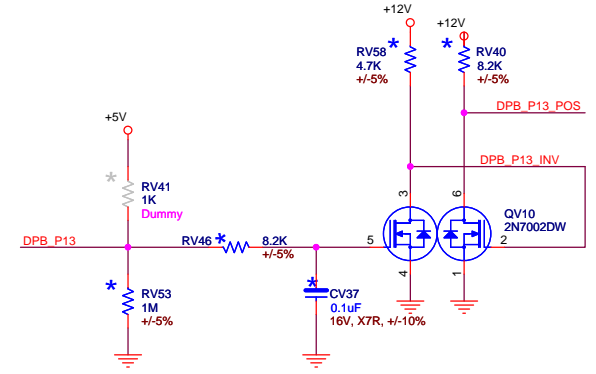 +12V
+12V
RV58
4.7K
+/-5%
RV40
8.2K
+/-5%
DPB_P13_POS
+5V
DPB_P13_INV
RV41
1K
Dummy
3
6
QV10
2N7002DW
DPB_P13
RV46
8.2K
+/-5%
5
2
4
1
RV53
1M
+/-5%
CV37
0.1uF
16V, X7R, +/-10%